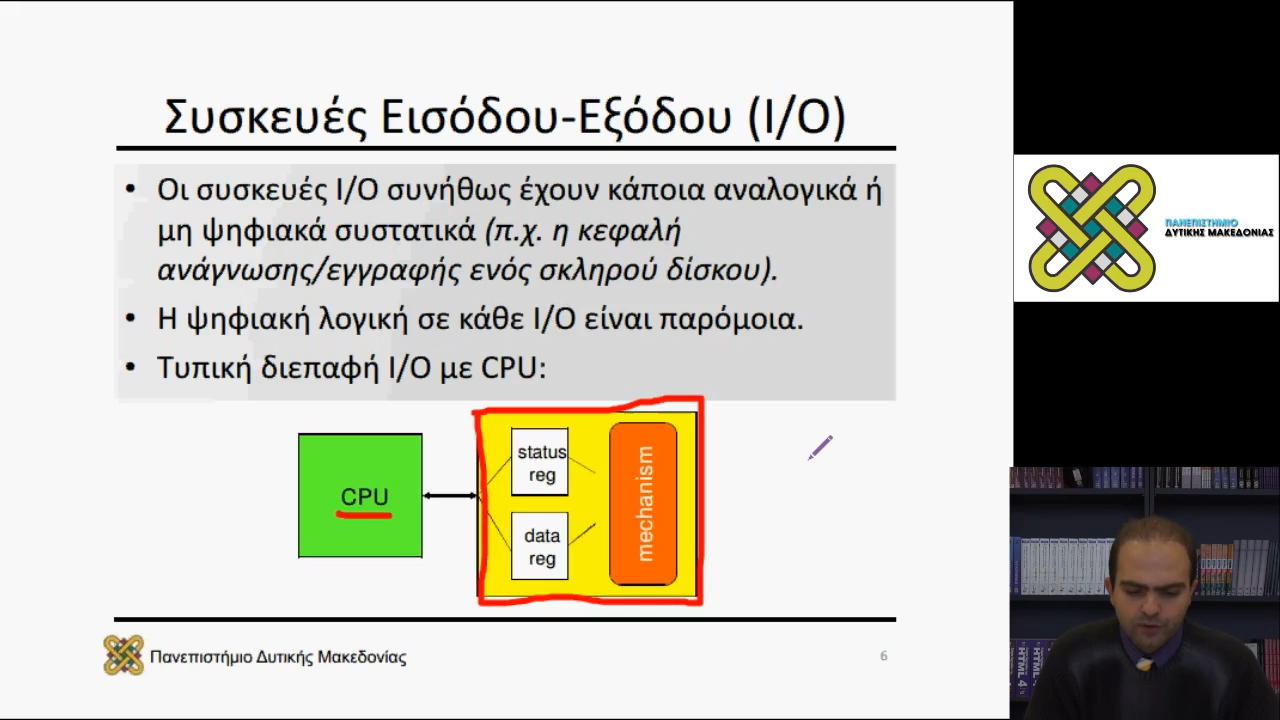 Συσκευές Εισόδου-Εξόδου (I/O)
• Οι συσκευές I/O συνήθως έχουν κάποια αναλογικά ή
μη ψηφιακά συστατικά (π.χ. η κεφαλή
ανάγνωσης/εγγραφής ενός σκληρού δίσκου).
• Η ψηφιακή λογική σε κάθε I/O είναι παρόμοια.
• Τυπική διεπαφή I/O με CPU:
CPU
status
reg
data
reg
mechanism
Πανεπιστήμιο Δυτικής Μακεδονίας
6
ΠΑΝΕΠΙΣΤΗΜΙΟ
ΔΥΤΙΚΗΣ ΜΑΚΕΔΟΝΙΑΣ
HTML 4